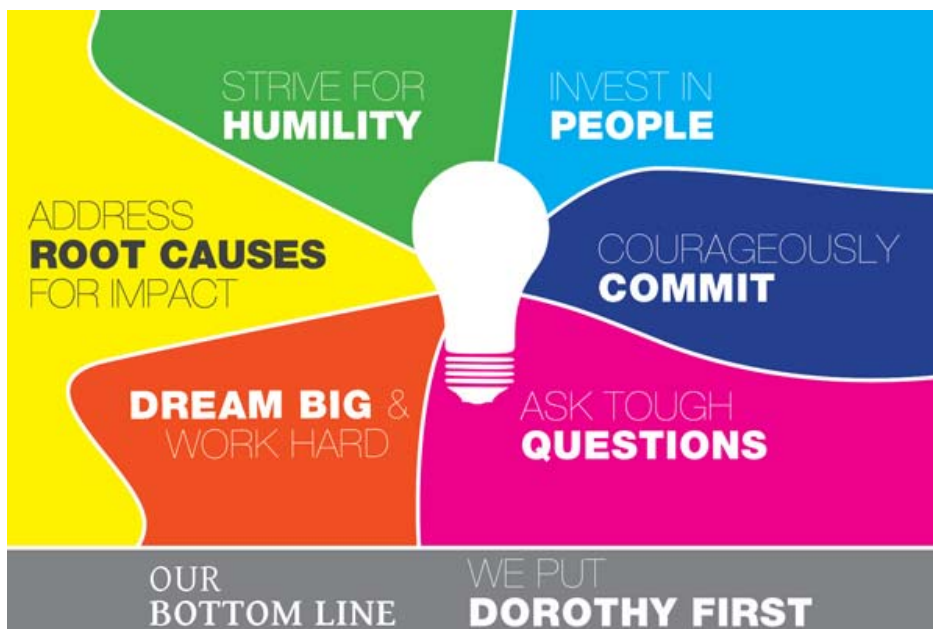 STRIVE FOR
HUMILITY
INVEST IN
PEOPLE
ADDRESS
ROOT CAUSES
FOR IMPACT
COURAGEOUSLY
COMMIT
DREAM BIG &
WORK HARD
ASK TOUGH
QUESTIONS
OUR
BOTTOM LINE
WE PUT
DOROTHY FIRST